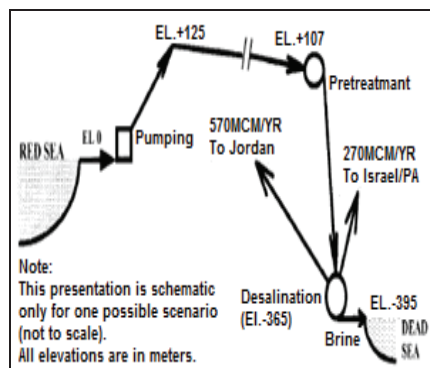 EL.+125
EL.+107
Pretreatmant
RED SEA
EL 0
Pumping
570MCM/YR
To Jordan
270MCM/YR
To Israel/PA
Note:
This presentation is schematic
only for one possible scenario
(not to scale).
All elevations are in meters.
Desalination
(El.-365)
EL.-395
Brine
DEAD
SEA